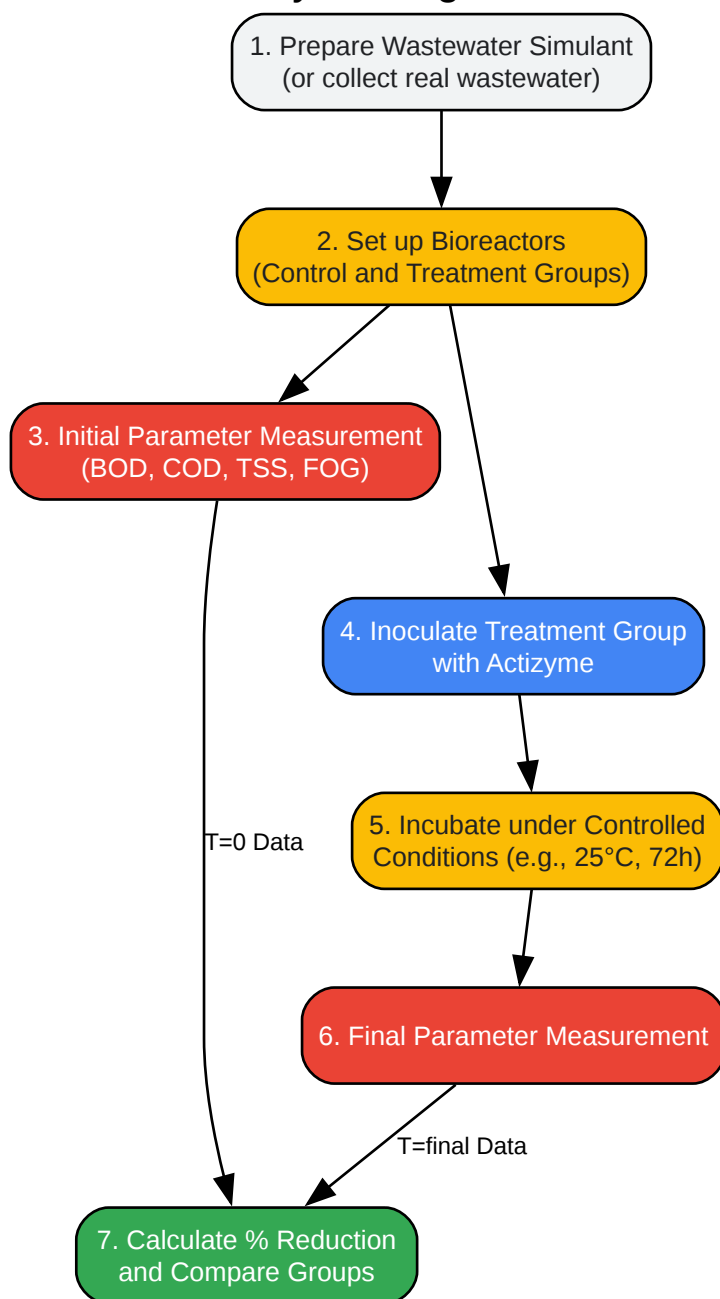 1. Prepare Wastewater Simulant
(or collect real wastewater)
2. Set up Bioreactors
(Control and Treatment Groups)
3. Initial Parameter Measurement
(BOD, COD, TSS, FOG)
4. Inoculate Treatment Group
with Actizyme
5. Incubate under Controlled
Conditions (e.g., 25°C, 72h)
T=0 Data
6. Final Parameter Measurement
T=final Data
7. Calculate % Reduction
and Compare Groups